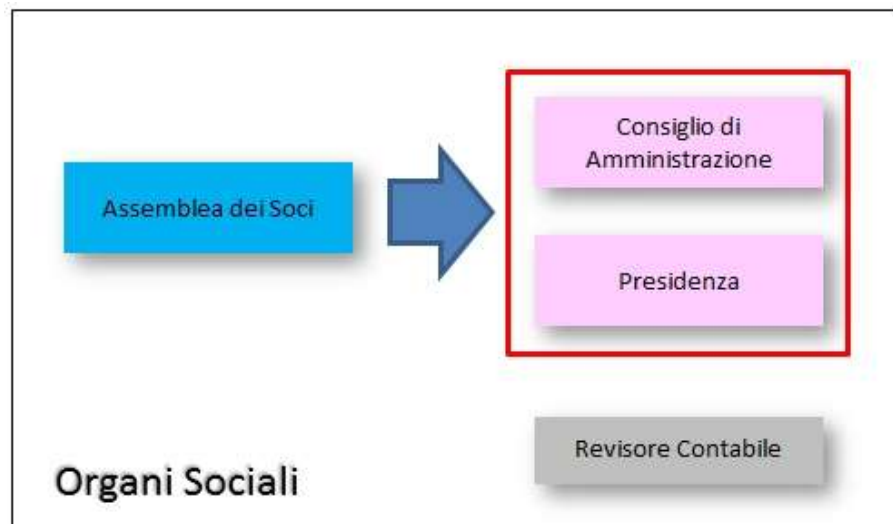 Assemblea dei Soci
Consiglio di
Amministrazione
Presidenza
Revisore Contabile
Organi Sociali